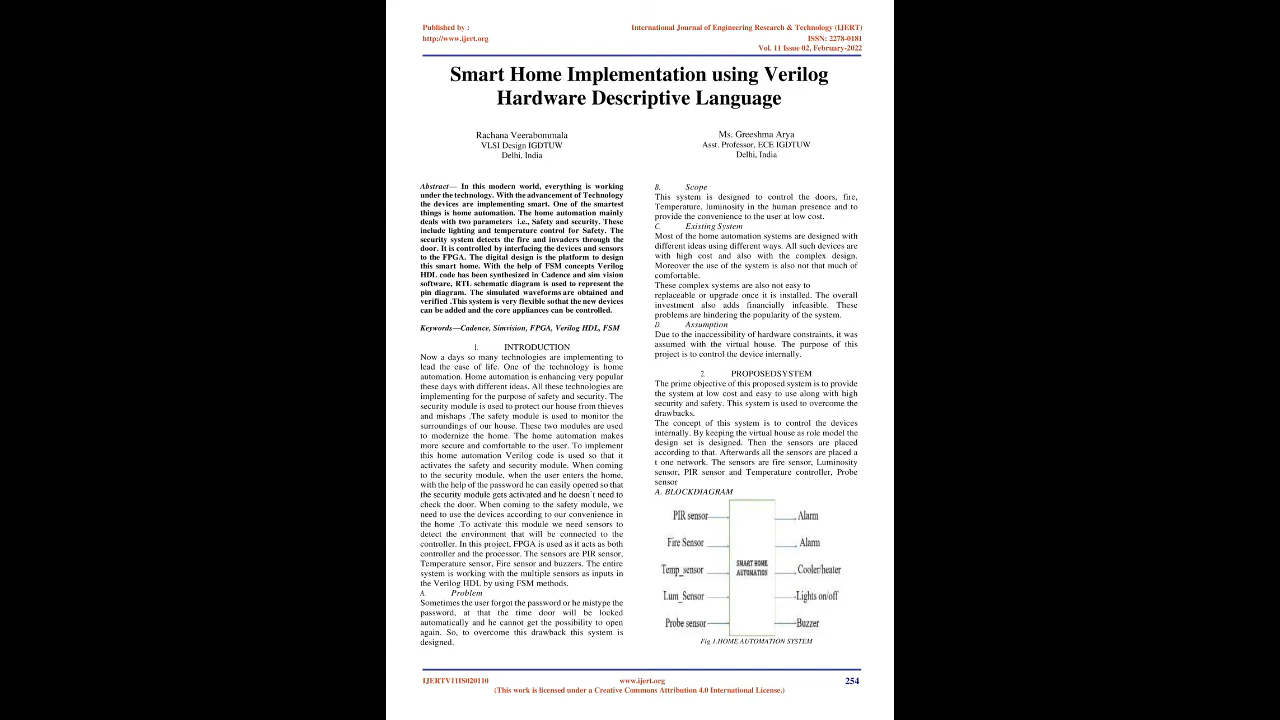 Published by :
http://www.ijert.org
International Journal of Engineering Research & Technology (IJERT)
ISSN: 2278-0181
Vol. 11 Issue 02, February-2022
Smart Home Implementation using Verilog
Hardware Descriptive Language
Rachana Veerabommala
VLSI Design IGDTUW
Delhi, India
Ms. Greeshma Arya
Asst. Professor, ECE IGDTUW
Delhi, India
Abstract— In this modern world, everything is working
under the technology. With the advancement of Technology
the devices are implementing smart. One of the smartest
things is home automation. The home automation mainly
deals with two parameters i.e., Safety and security. These
include lighting and temperature control for Safety. The
security system detects the fire and invaders through the
door. It is controlled by interfacing the devices and sensors
to the FPGA. The digital design is the platform to design
this smart home. With the help of FSM concepts Verilog
HDL code has been synthesized in Cadence and sim vision
software, RTL schematic diagram is used to represent the
pin diagram. The simulated waveforms are obtained and
verified .This system is very flexible sothat the new devices
can be added and the core appliances can be controlled.
Keywords—Cadence, Simvision, FPGA, Verilog HDL, FSM
1. INTRODUCTION
Now a days so many technologies are implementing to
lead the case of life. One of the technology is home
automation. Home automation is enhancing very popular
these days with different ideas. All these technologies are
implementing for the purpose of safety and security. The
security module is used to protect our house from thieves
and mishaps .The safety module is used to monitor the
surroundings of our house. These two modules are used
to modernize the home. The home automation makes
more secure and comfortable to the user. To implement
this home automation Verilog code is used so that it
activates the safety and security module. When coming
to the security module, when the user enters the home,
with the help of the password he can easily opened so that
the security module gets activated and he doesn`t need to
check the door. When coming to the safety module, we
need to use the devices according to our convenience in
the home .To activate this module we need sensors to
detect the environment that will be connected to the
controller. In this project, FPGA is used as it acts as both
controller and the processor. The sensors are PIR sensor,
Temperature sensor, Fire sensor and buzzers. The entire
system is working with the multiple sensors as inputs in
the Verilog HDL by using FSM methods.
A. Problem
Sometimes the user forgot the password or he mistype the
password, at that the time door will be locked
automatically and he cannot get the possibility to open
again. So, to overcome this drawback this system is
designed.
B. Scope
This system is designed to control the doors, fire,
Temperature, luminosity in the human presence and to
provide the convenience to the user at low cost.
C. Existing System
Most of the home automation systems are designed with
different ideas using different ways. All such devices are
with high cost and also with the complex design.
Moreover the use of the system is also not that much of
comfortable.
These complex systems are also not easy to
replaceable or upgrade once it is installed. The overall
investment also adds financially infeasible. These
problems are hindering the popularity of the system.
D. Assumption
Due to the inaccessibility of hardware constraints, it was
assumed with the virtual house. The purpose of this
project is to control the device internally.
2. PROPOSEDSYSTEM
The prime objective of this proposed system is to provide
the system at low cost and easy to use along with high
security and safety. This system is used to overcome the
drawbacks.
The concept of this system is to control the devices
internally. By keeping the virtual house as role model the
design set is designed. Then the sensors are placed
according to that. Afterwards all the sensors are placed a
t one network. The sensors are fire sensor, Luminosity
sensor, PIR sensor and Temperature controller, Probe
sensor
A. BLOCKDIAGRAM
PIR sensor
Fire Sensor
Temp_sensor
Lum_Sensor
Probe sensor
SMART HOME
AUTOMATION
Alarm
Alarm
Cooler/heater
Lights on/off
Buzzer
Fig 1.HOME AUTOMATION SYSTEM
IJERTV11IS020110
www.ijert.org
254
(This work is licensed under a Creative Commons Attribution 4.0 International License.)